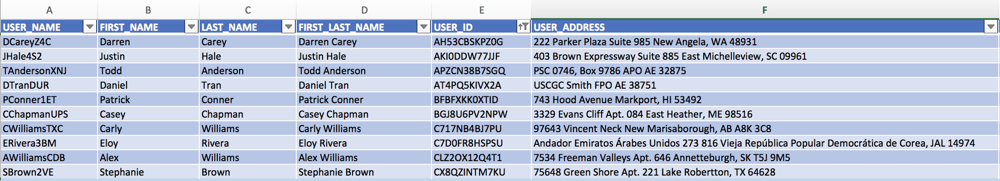 A B C D E F
USER_NAME FIRST_NAME LAST_NAME FIRST_LAST_NAME USER_ID USER_ADDRESS
DCareyZ4C Darren Carey Darren Carey AH53CBSKPZ0G 222 Parker Plaza Suite 985 New Angela, WA 48931
JHale4S2 Justin Hale Justin Hale AKI0DDW77JJF 403 Brown Expressway Suite 885 East Michelleview, SC 09961
TAndersonXNJ Todd Anderson Todd Anderson APZCN38B7SGQ PSC 0746, Box 9786 APO AE 32875
DTranDUR Daniel Tran Daniel Tran AT4PQ5KIVX2A USCGC Smith FPO AE 38751
PConner1ET Patrick Conner Patrick Conner BFBFXKK0XTID 743 Hood Avenue Markport, HI 53492
CChapmanUPS Casey Chapman Casey Chapman BGJ8U6PV2NPW 3329 Evans Cliff Apt. 084 East Heather, ME 98516
CWilliamsTXC Carly Williams Carly Williams C717NB4BJ7PU 97643 Vincent Neck New Marisaborough, AB A8K 3C8
ERivera3BM Eloy Rivera Eloy Rivera C7D0FR8HSPSU Andador Emiratos Árabes Unidos 273 816 Vieja República Popular Democrática de Corea, JAL 14974
AWilliamsCDB Alex Williams Alex Williams CLZ2OX12Q4T1 7534 Freeman Valleys Apt. 646 Annetteburgh, SK T5J 9M5
SBrown2VE Stephanie Brown Stephanie Brown CX8QZINTM7KU 75648 Green Shore Apt. 221 Lake Robertton, TX 64628